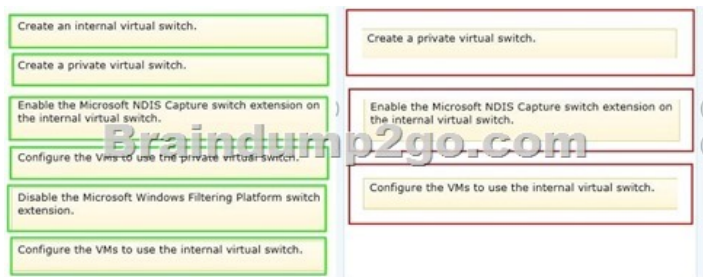 Create an internal virtual switch.
Create a private virtual switch.
Enable the Microsoft NDIS Capture switch extension on
the internal virtual switch.
Configure the VMs to use the private virtual switch.
Disable the Microsoft Windows Filtering Platform switch
extension.
Configure the VMs to use the internal virtual switch.
Create a private virtual switch.
Enable the Microsoft NDIS Capture switch extension on
the internal virtual switch.
Configure the VMs to use the internal virtual switch.
Braindump2go.com